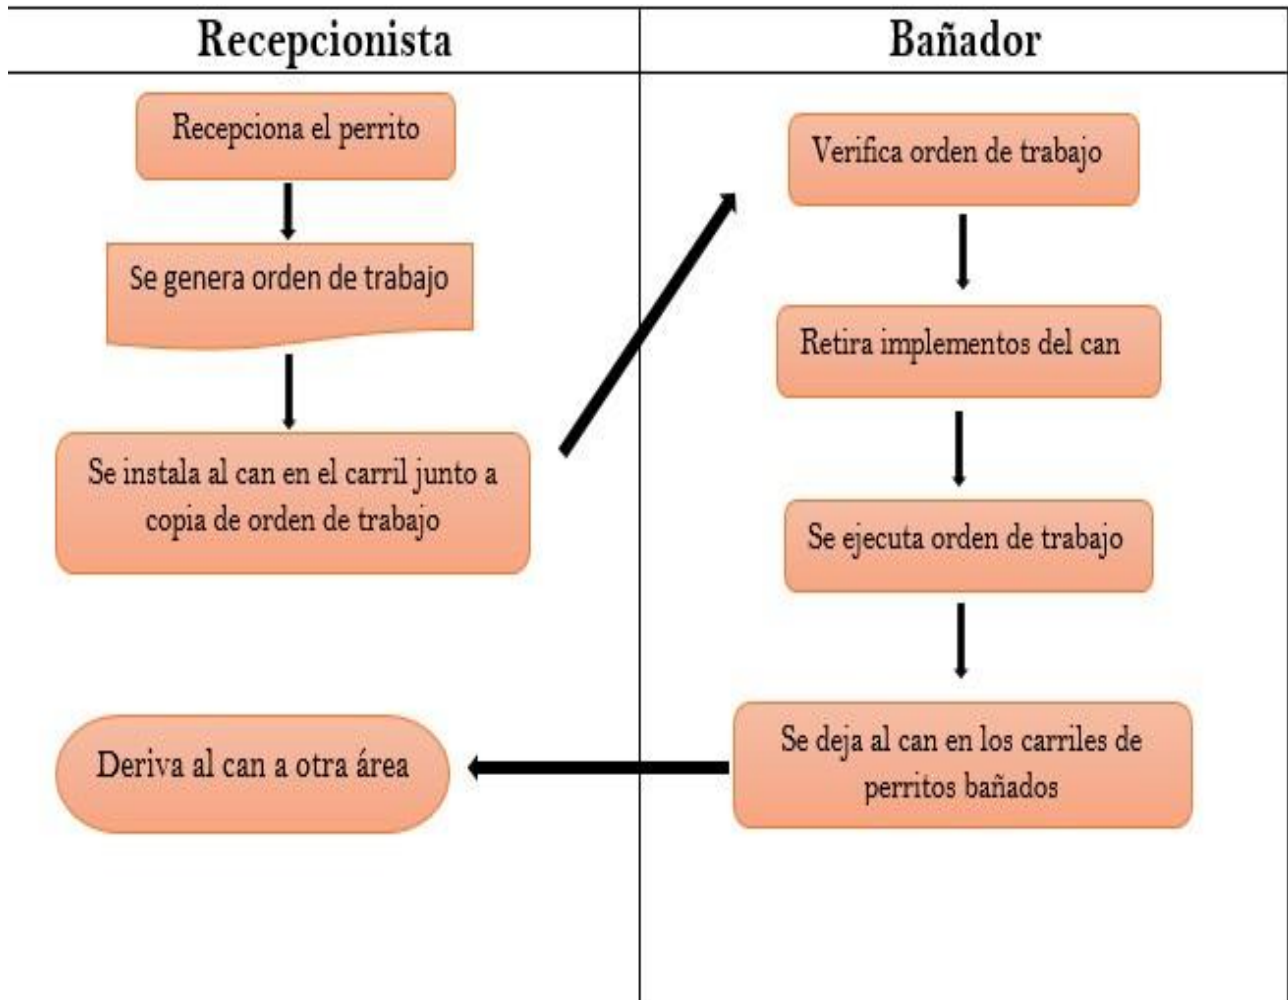 Recepcionista
Bañador
Recepciona el perrito
Se genera orden de trabajo
Se instala al can en el carril junto a
copia de orden de trabajo
Verifica orden de trabajo
Retira implementos del can
Se ejecuta orden de trabajo
Se deja al can en los carriles de
perritos bañados
Deriva al can a otra área